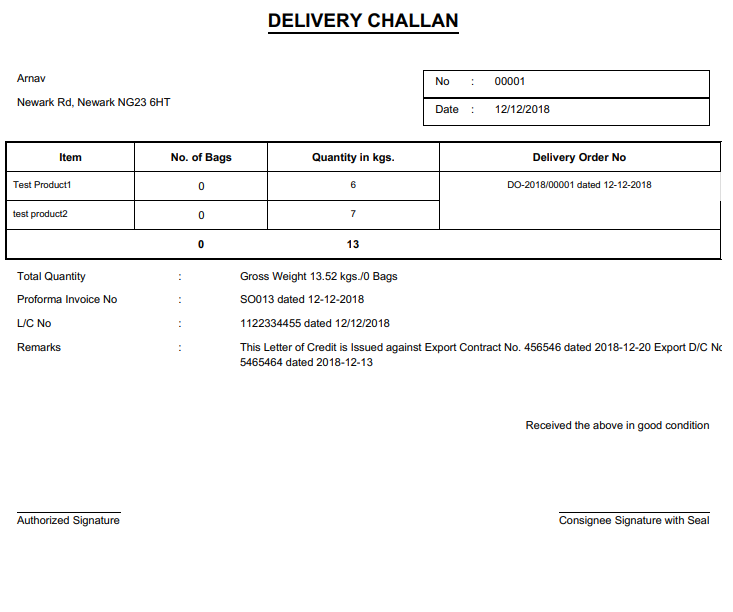 DELIVERY CHALLAN
Arnav
Newark Rd, Newark NG23 6HT
No : 00001
Date : 12/12/2018
Item No. of Bags Quantity in kgs. Delivery Order No
Test Product1 0 6 DO-2018/00001 dated 12-12-2018
test product2 0 7
0 13
Total Quantity : Gross Weight 13.52 kgs./0 Bags
Proforma Invoice No : SO013 dated 12-12-2018
L/C No : 1122334455 dated 12/12/2018
Remarks : This Letter of Credit is Issued against Export Contract No. 456546 dated 2018-12-20 Export D/C No
5465464 dated 2018-12-13
Received the above in good condition
Authorized Signature Consignee Signature with Seal